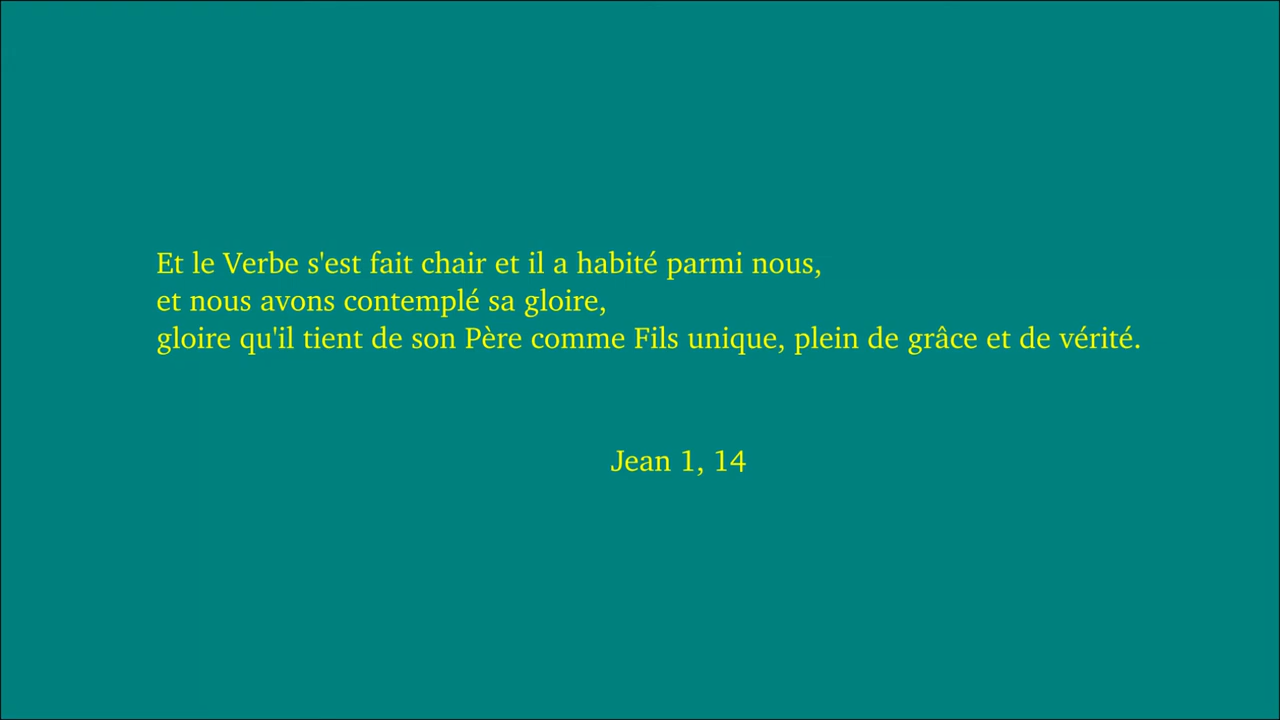 Et le Verbe s'est fait chair et il a habité parmi nous,
et nous avons contemplé sa gloire,
gloire qu'il tient de son Père comme Fils unique, plein de grâce et de vérité.
Jean 1, 14